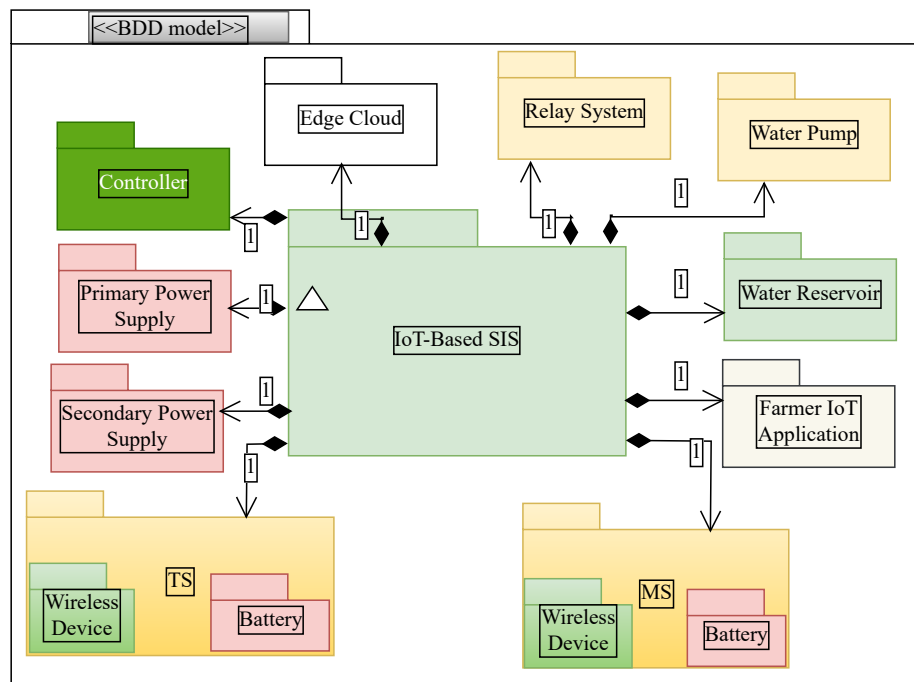 <<BDD model>>
Edge Cloud
Relay System
Water Pump
Controller
1
1
1
1
Primary Power
Supply
1
1
Water Reservoir
IoT-Based SIS
Secondary Power
Supply
1
1
Farmer IoT
Application
1
1
TS
Wireless
Device
Battery
MS
Wireless
Device
Battery